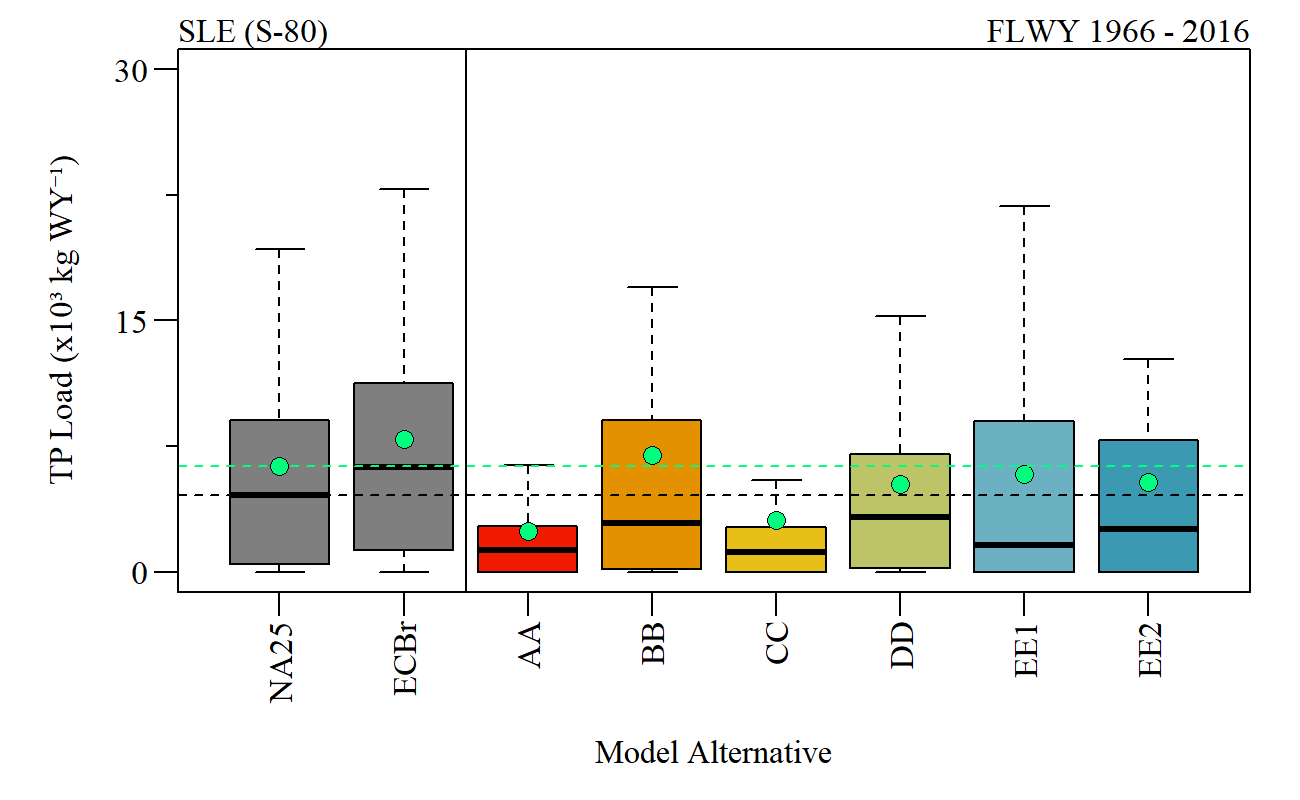 SLE (S-80)
FLWY 1966 - 2016
TP Load (x10³ kg WY⁻¹)
30
15
0
NA25
ECBr
AA
BB
CC
DD
EE1
EE2
Model Alternative